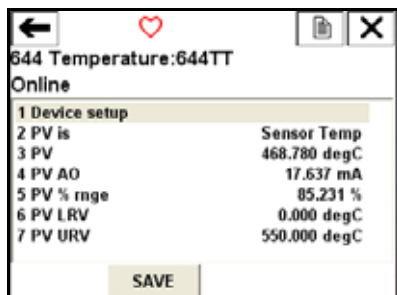 644 Temperature:644TT
Online
1 Device setup
2 PV is Sensor Temp
3 PV 468.780 degC
4 PV AO 17.637 mA
5 PV % rnge 85.231 %
6 PV LRV 0.000 degC
7 PV URV 550.000 degC
SAVE